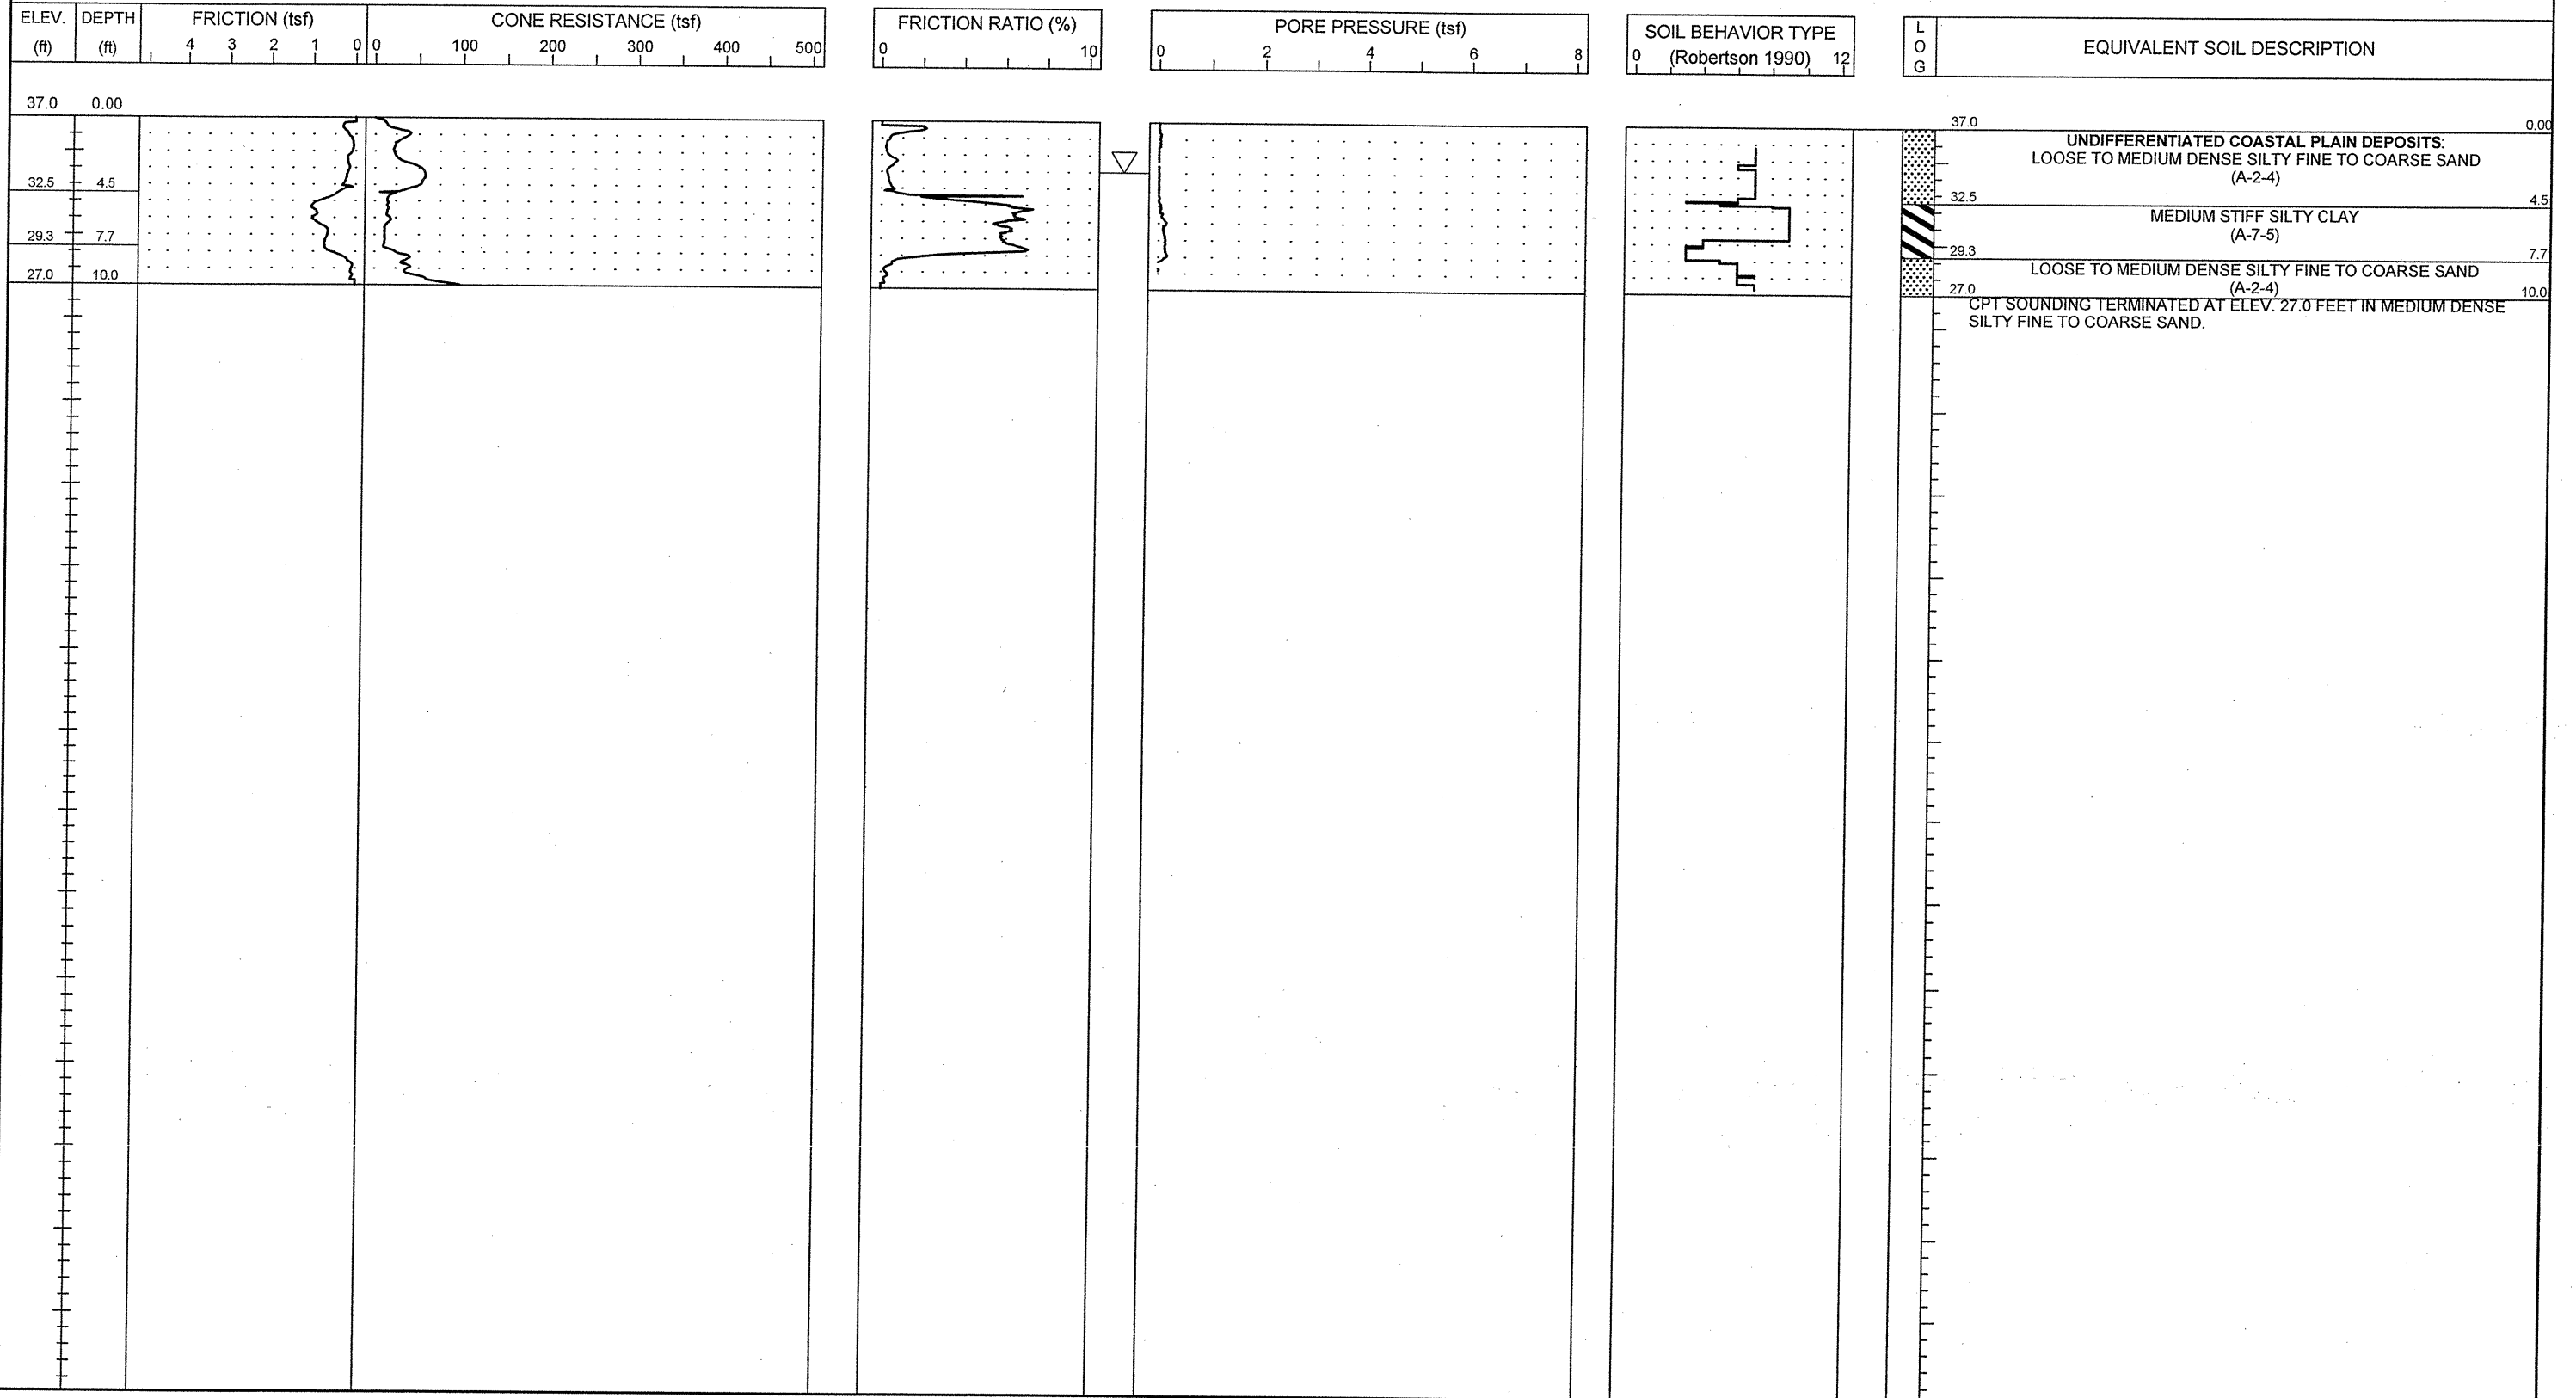 ELEV.
(ft)
DEPTH
(ft)
FRICTION (tsf)
4 3 2 1 0
CONE RESISTANCE (tsf)
0 100 200 300 400 500
FRICTION RATIO (%)
0 10
PORE PRESSURE (tsf)
0 2 4 6 8
SOIL BEHAVIOR TYPE
(Robertson 1990)
0 12
L
O
G
EQUIVALENT SOIL DESCRIPTION
37.0 0.00
32.5 4.5
29.3 7.7
27.0 10.0
37.0 0.00
UNDIFFERENTIATED COASTAL PLAIN DEPOSITS:
LOOSE TO MEDIUM DENSE SILTY FINE TO COARSE SAND
(A-2-4)
32.5 4.5
MEDIUM STIFF SILTY CLAY
(A-7-5)
29.3 7.7
LOOSE TO MEDIUM DENSE SILTY FINE TO COARSE SAND
(A-2-4)
27.0 10.0
CPT SOUNDING TERMINATED AT ELEV. 27.0 FEET IN MEDIUM DENSE
SILTY FINE TO COARSE SAND.